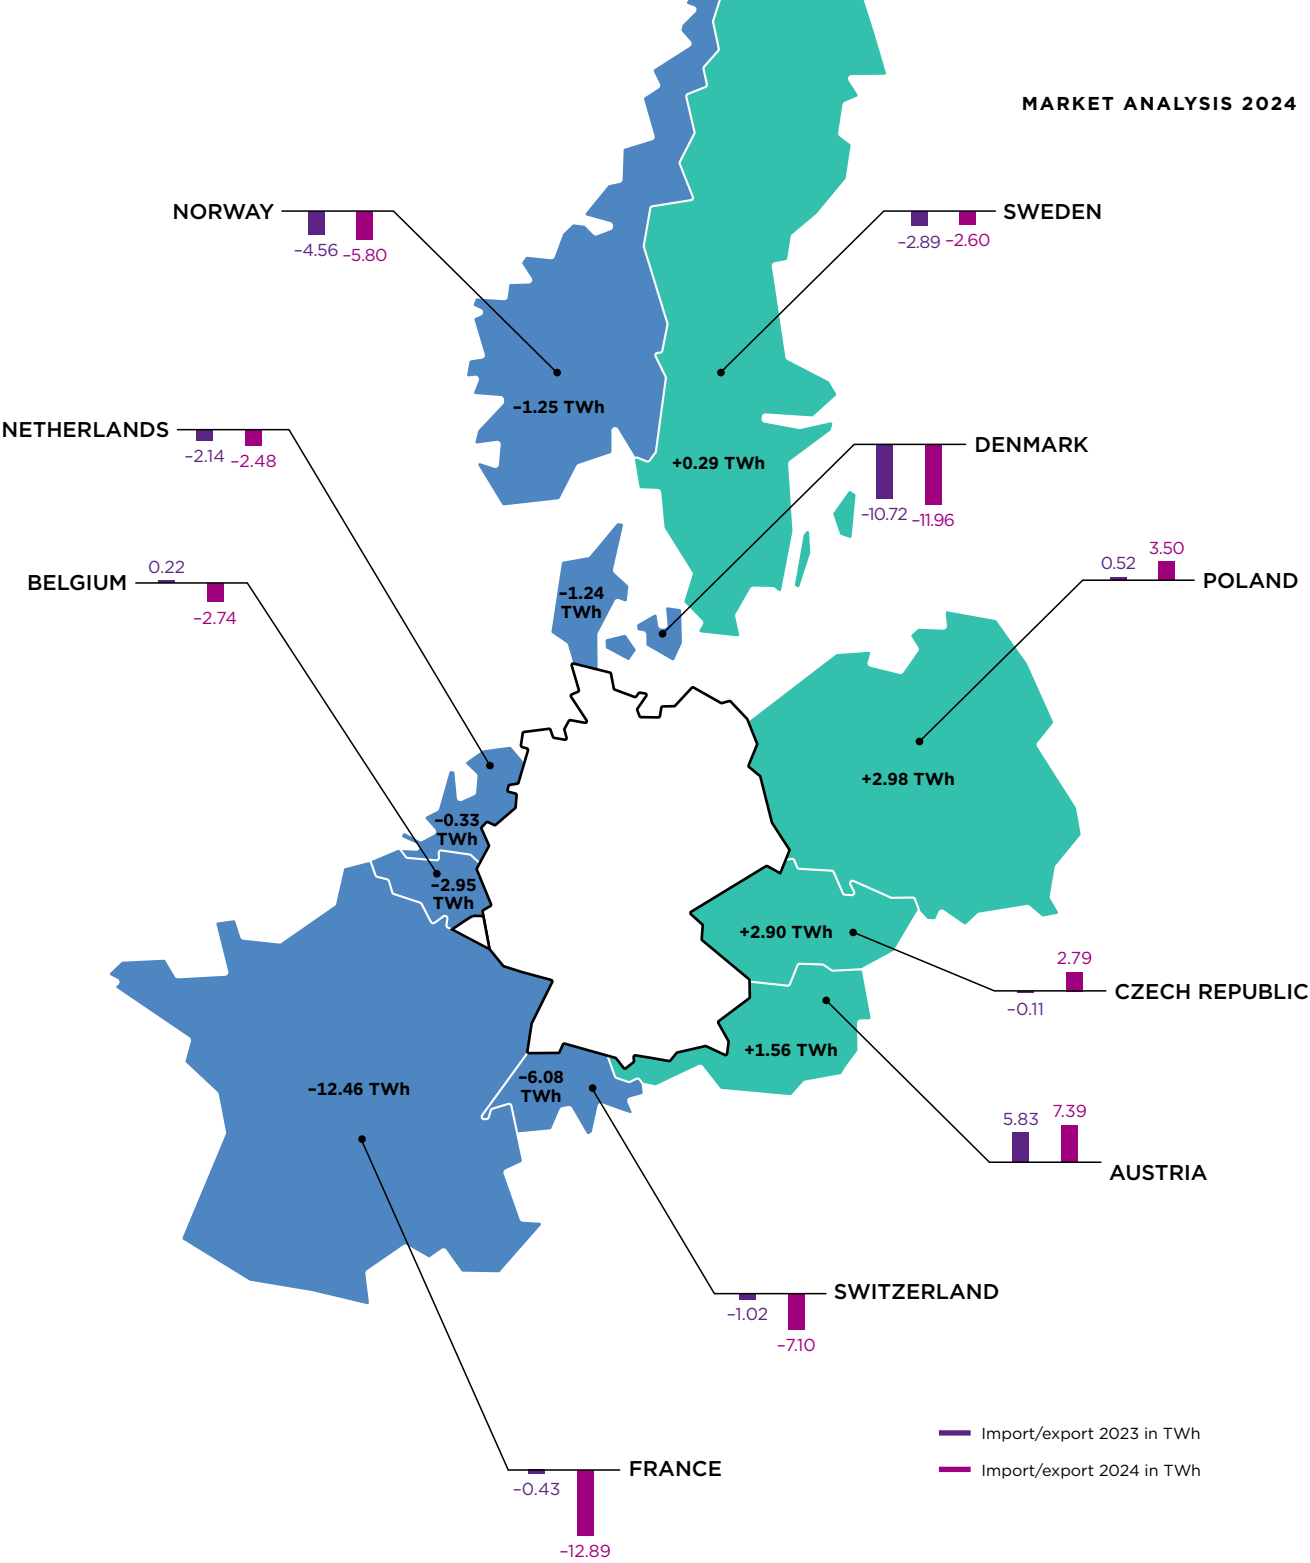 MARKET ANALYSIS 2024
NORWAY
−4.56
−5.80
SWEDEN
−2.89
−2.60
−1.25 TWh
+0.29 TWh
NETHERLANDS
−2.14
−2.48
DENMARK
−10.72
−11.96
BELGIUM
0.22
−2.74
−1.24
TWh
POLAND
0.52
3.50
+2.98 TWh
−0.33
TWh
−2.95
TWh
+2.90 TWh
CZECH REPUBLIC
−0.11
2.79
+1.56 TWh
−6.08
TWh
−12.46 TWh
AUSTRIA
5.83
7.39
SWITZERLAND
−1.02
−7.10
FRANCE
−0.43
−12.89
Import/export 2023 in TWh
Import/export 2024 in TWh